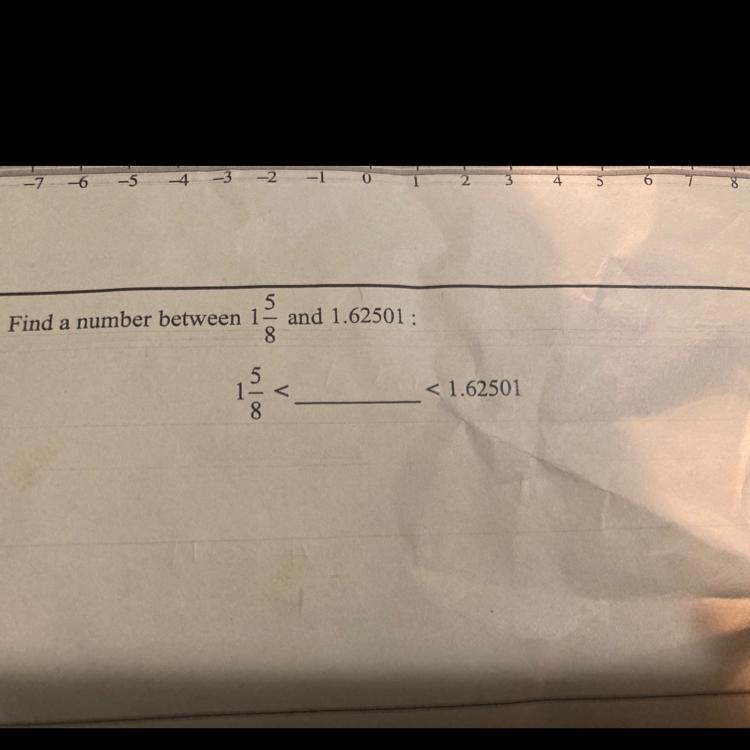 −7 −6 −5 −4 −3 −2 −1 0 1 2 3 4 5 6 7 8
Find a number between 1 5/8 and 1.62501 :
1 5/8 < __________ < 1.62501